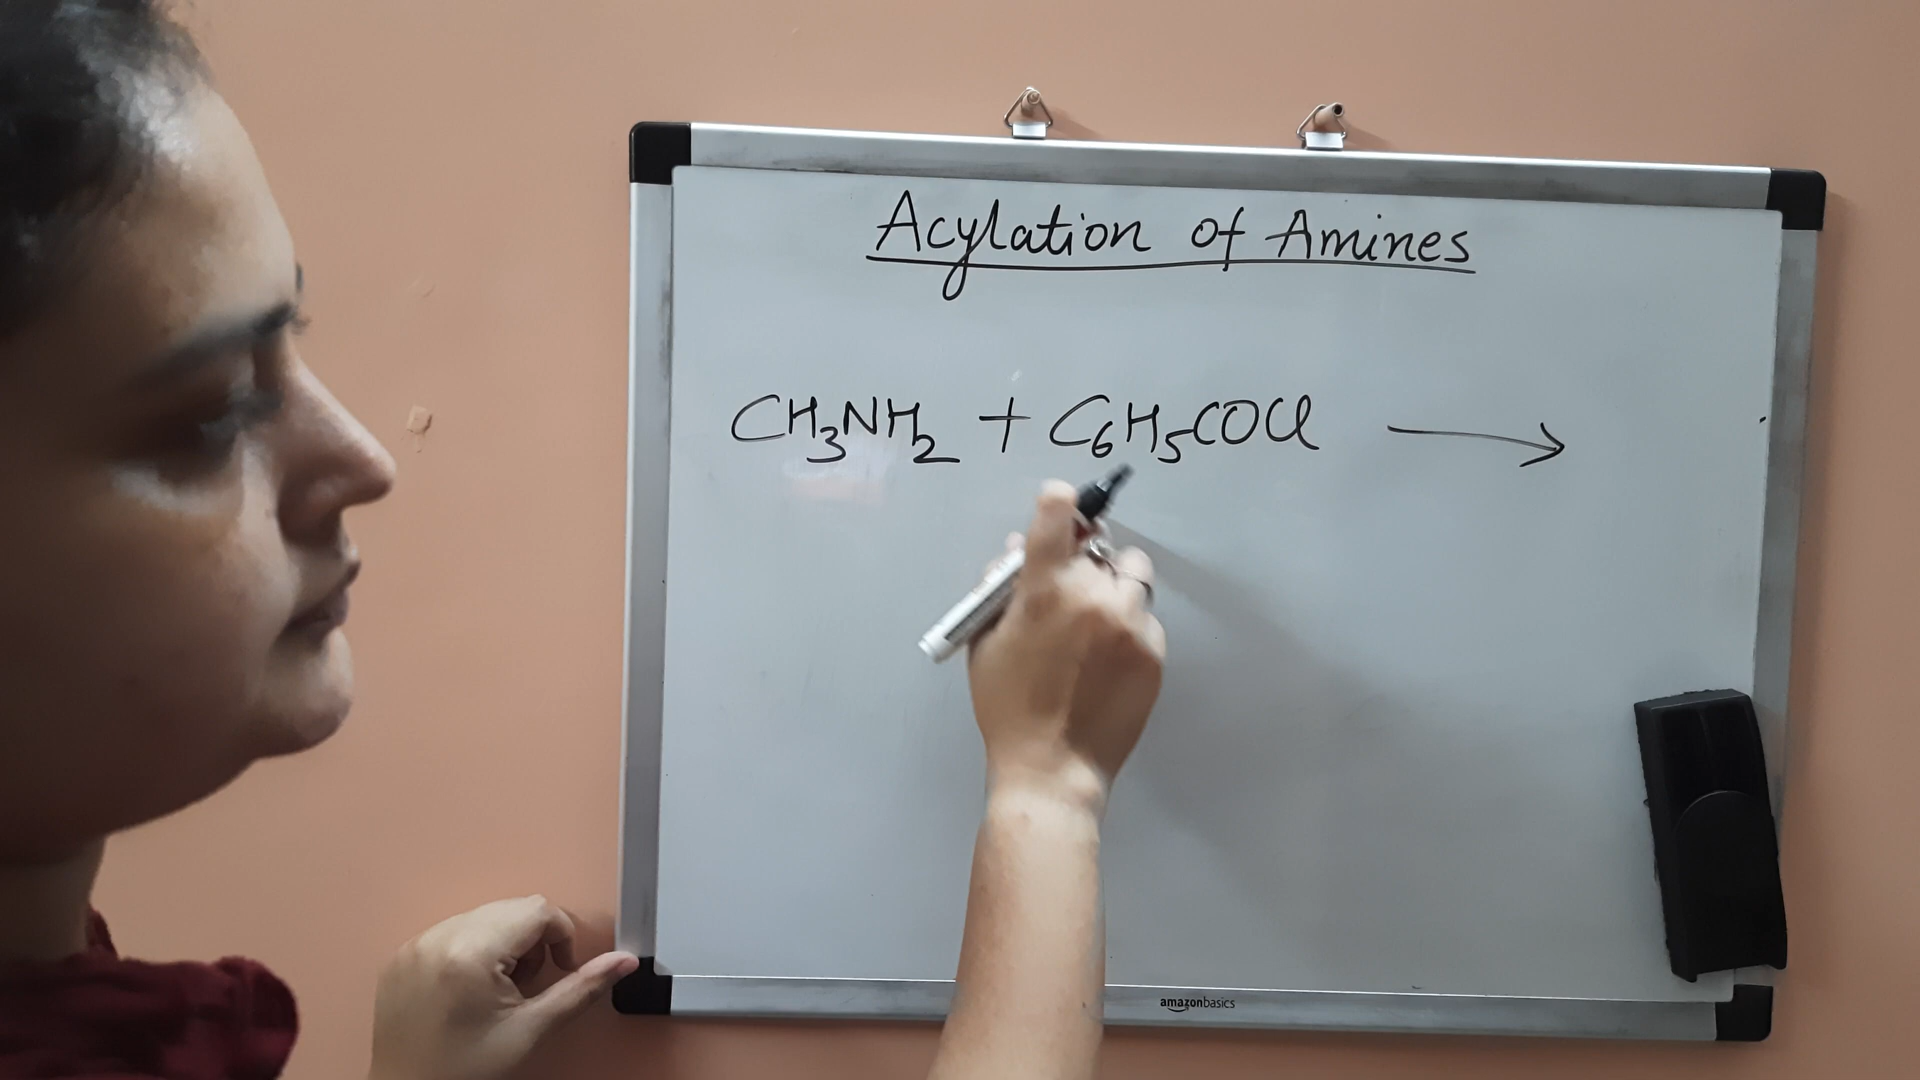 Acylation of Amines
CH₃NH₂ + C₆H₅COCl ⟶
amazonbasics